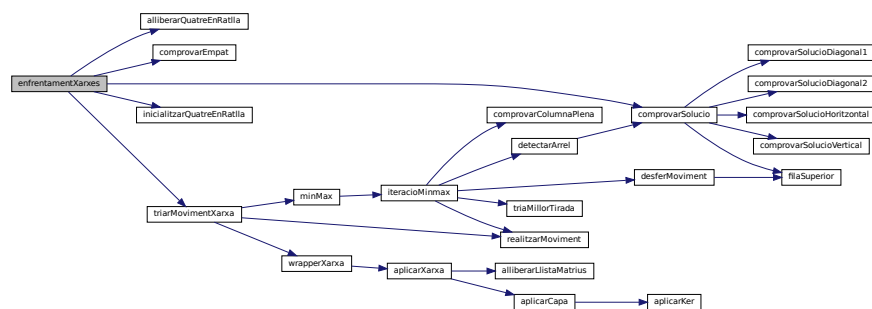 alliberarQuatreEnRatlla
comprovarSolucioDiagonal1
comprovarEmpat
comprovarSolucioDiagonal2
enfrentamentXarxes
inicialitzarQuatreEnRatlla
comprovarColumnaPlena
comprovarSolucio
comprovarSolucioHoritzontal
detectarArrel
comprovarSolucioVertical
desferMoviment
filaSuperior
minMax
iteracioMinmax
triaMillorTirada
triarMovimentXarxa
realitzarMoviment
wrapperXarxa
aplicarXarxa
alliberarLlistaMatrius
aplicarCapa
aplicarKer